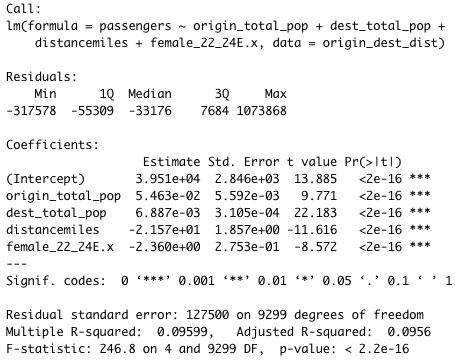 Call:
lm(formula = passengers ~ origin_total_pop + dest_total_pop +
    distancemiles + female_22_24E.x, data = origin_dest_dist)
Residuals:
    Min      1Q  Median      3Q     Max
-317578  -55309  -33176    7684 1073868
Coefficients:
                   Estimate Std. Error t value Pr(>|t|)
(Intercept)       3.951e+04  2.846e+03  13.885   <2e-16 ***
origin_total_pop  5.463e-02  5.592e-03   9.771   <2e-16 ***
dest_total_pop    6.887e-03  3.105e-04  22.183   <2e-16 ***
distancemiles    -2.157e+01  1.857e+00 -11.616   <2e-16 ***
female_22_24E.x  -2.360e+00  2.753e-01  -8.572   <2e-16 ***
---
Signif. codes:  0 ‘***’ 0.001 ‘**’ 0.01 ‘*’ 0.05 ‘.’ 0.1 ‘ ’ 1
Residual standard error: 127500 on 9299 degrees of freedom
Multiple R-squared:  0.09599,	Adjusted R-squared:  0.0956
F-statistic: 246.8 on 4 and 9299 DF,  p-value: < 2.2e-16